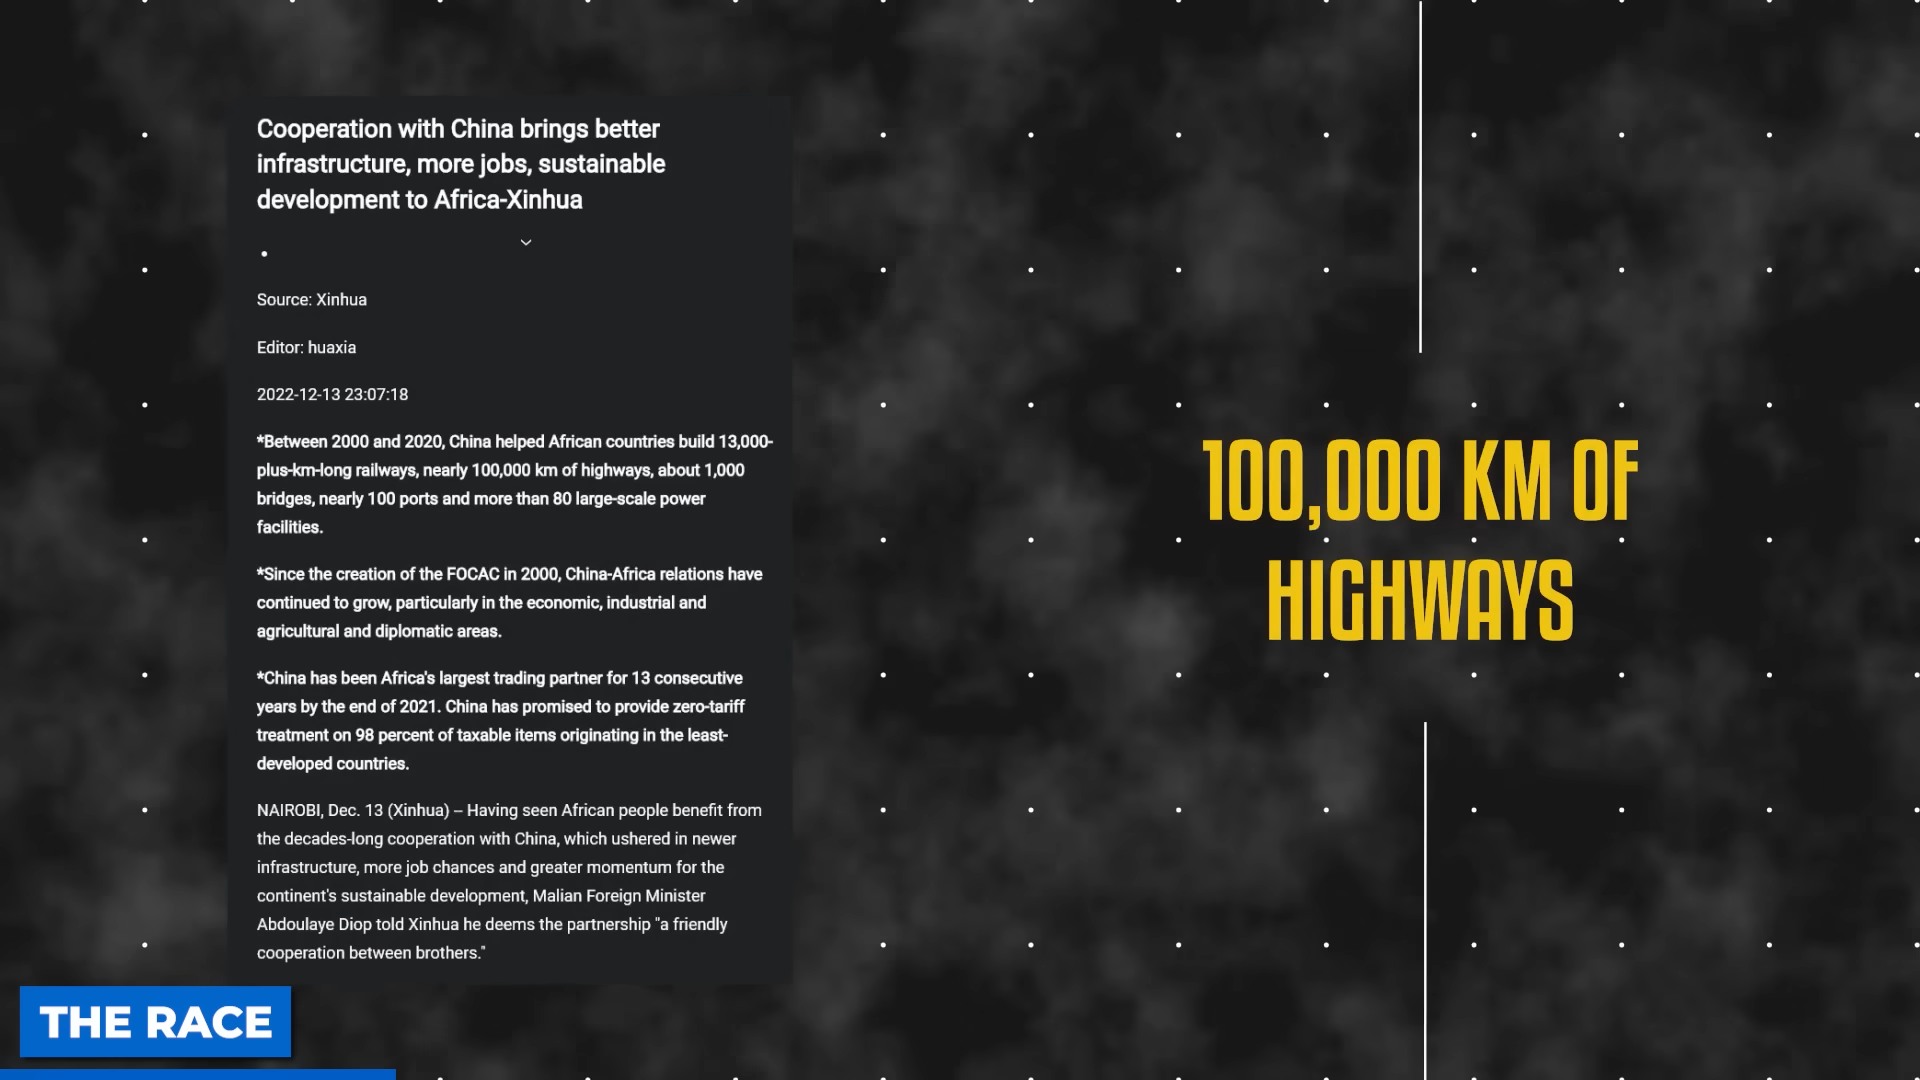 Cooperation with China brings better
infrastructure, more jobs, sustainable
development to Africa-Xinhua
Source: Xinhua
Editor: huaxia
2022-12-13 23:07:18
*Between 2000 and 2020, China helped African countries build 13,000-
plus-km-long railways, nearly 100,000 km of highways, about 1,000
bridges, nearly 100 ports and more than 80 large-scale power
facilities.
*Since the creation of the FOCAC in 2000, China-Africa relations have
continued to grow, particularly in the economic, industrial and
agricultural and diplomatic areas.
*China has been Africa's largest trading partner for 13 consecutive
years by the end of 2021. China has promised to provide zero-tariff
treatment on 98 percent of taxable items originating in the least-
developed countries.
NAIROBI, Dec. 13 (Xinhua) -- Having seen African people benefit from
the decades-long cooperation with China, which ushered in newer
infrastructure, more job chances and greater momentum for the
continent's sustainable development, Malian Foreign Minister
Abdoulaye Diop told Xinhua he deems the partnership "a friendly
cooperation between brothers."
100,000 KM OF
HIGHWAYS
THE RACE